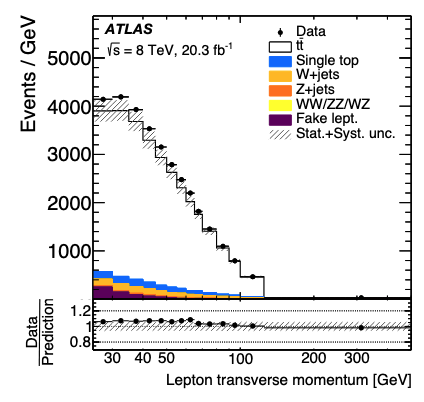 ATLAS
√s = 8 TeV, 20.3 fb⁻¹
Data
tt̄
Single top
W+jets
Z+jets
WW/ZZ/WZ
Fake lept.
Stat.+Syst. unc.
Events / GeV
5000
4000
3000
2000
1000
Data
Prediction
1.2
1
0.8
30 40 50 100 200 300
Lepton transverse momentum [GeV]